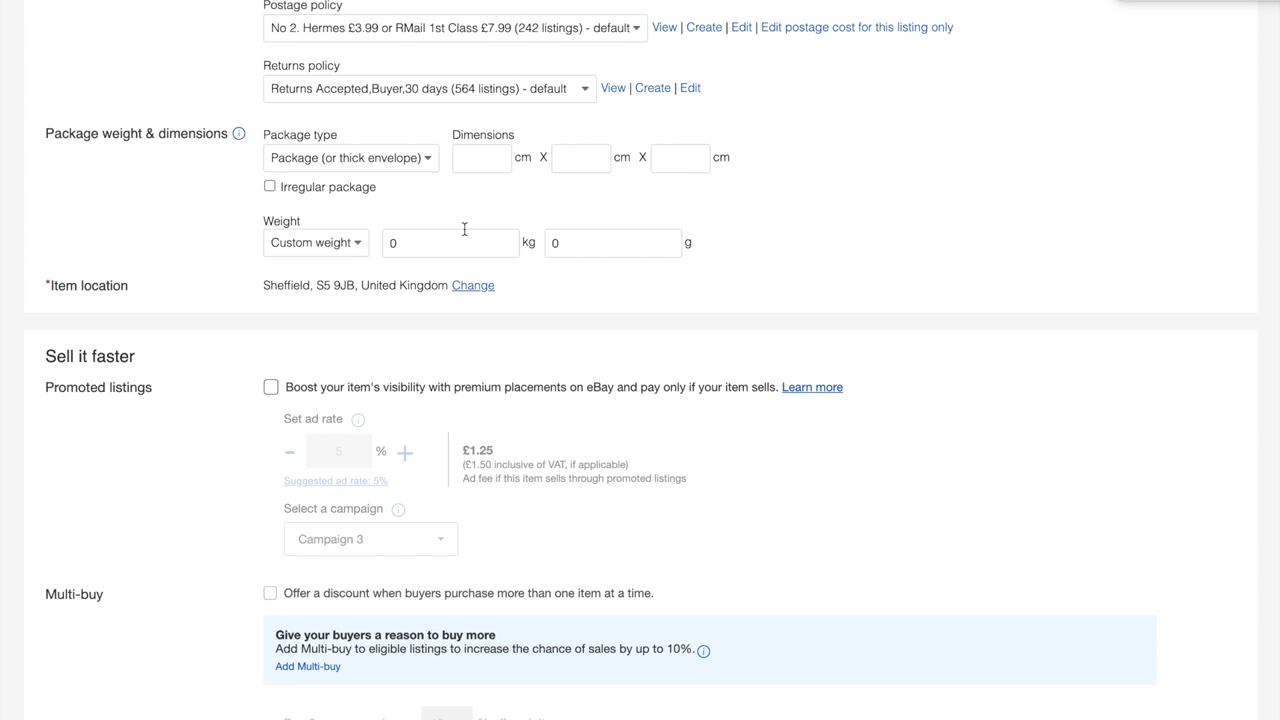 Postage policy
No 2. Hermes £3.99 or RMail 1st Class £7.99 (242 listings) - default View | Create | Edit | Edit postage cost for this listing only
Returns policy
Returns Accepted,Buyer,30 days (564 listings) - default View | Create | Edit
Package weight & dimensions Package type Dimensions
Package (or thick envelope) cm X cm X cm
Irregular package
Weight
Custom weight 0 kg 0 g
*Item location Sheffield, S5 9JB, United Kingdom Change
Sell it faster
Promoted listings Boost your item's visibility with premium placements on eBay and pay only if your item sells. Learn more
Set ad rate
- 5 % + £1.25
(£1.50 inclusive of VAT, if applicable)
Suggested ad rate: 5% Ad fee if this item sells through promoted listings
Select a campaign
Campaign 3
Multi-buy Offer a discount when buyers purchase more than one item at a time.
Give your buyers a reason to buy more
Add Multi-buy to eligible listings to increase the chance of sales by up to 10%.
Add Multi-buy